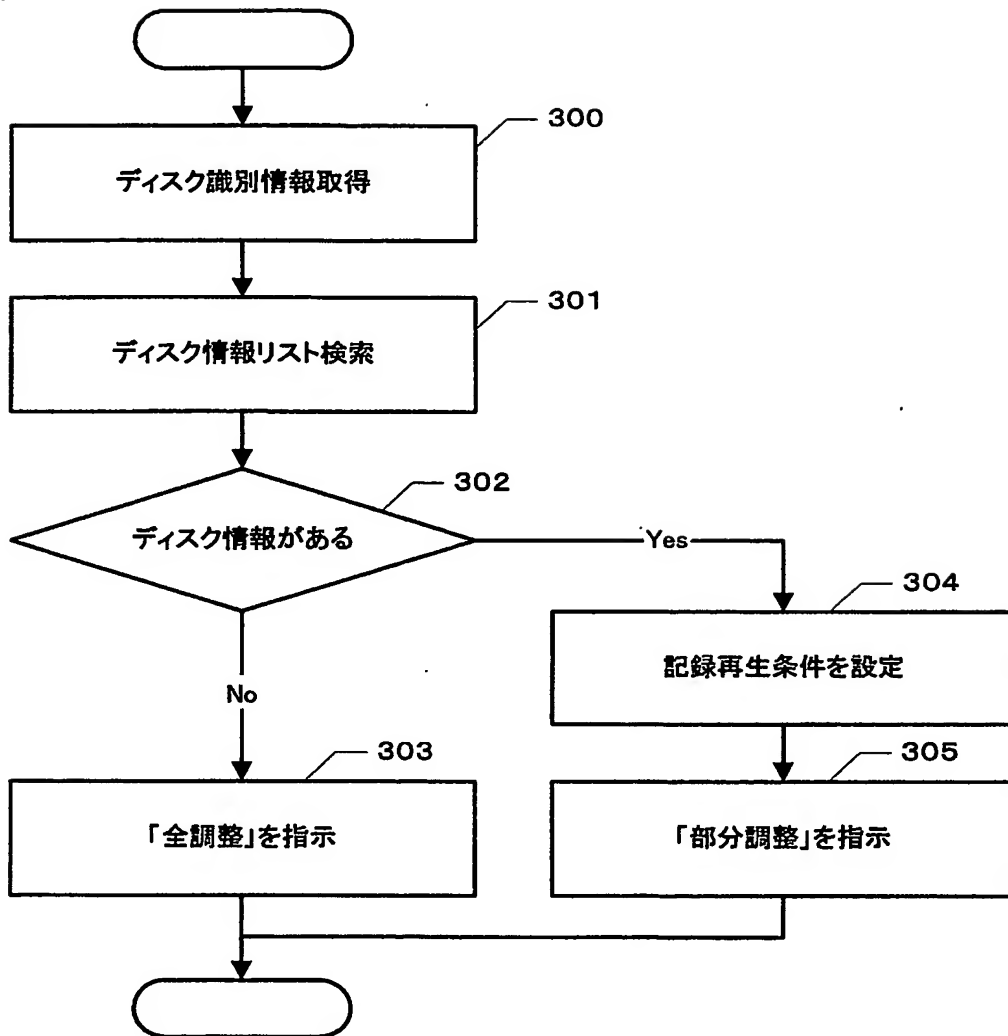 300
ディスク識別情報取得
301
ディスク情報リスト検索
302
ディスク情報がある
Yes
304
記録再生条件を設定
No
303
「全調整」を指示
305
「部分調整」を指示